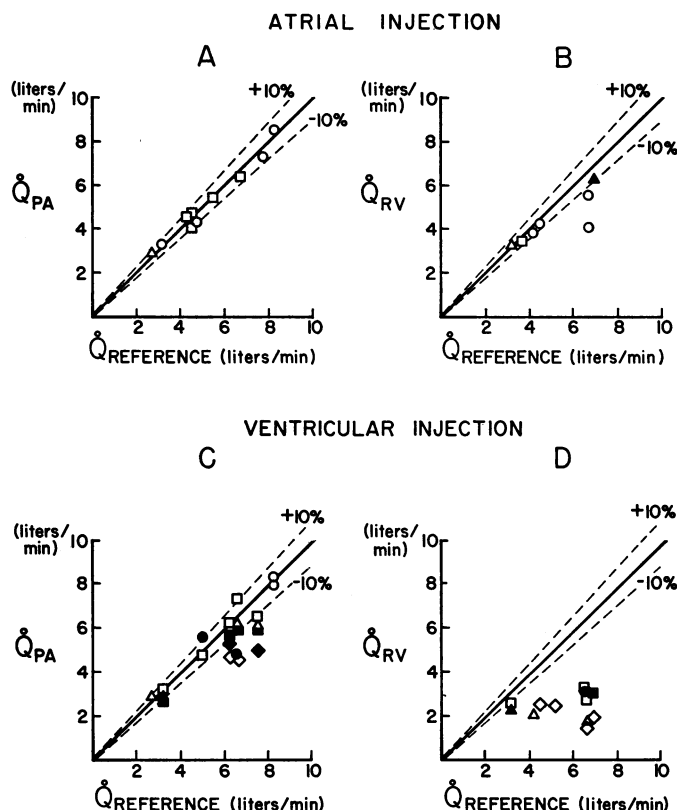 ATRIAL INJECTION
A
B
(liters/
min)
+10%
-10%
10
8
6
4
2
Q̇PA
2 4 6 8 10
Q̇REFERENCE (liters/min)
(liters/
min)
+10%
-10%
10
8
6
4
2
Q̇RV
2 4 6 8 10
Q̇REFERENCE (liters/min)
VENTRICULAR INJECTION
C
D
(liters/
min)
+10%
-10%
10
8
6
4
2
Q̇PA
2 4 6 8 10
Q̇REFERENCE (liters/min)
(liters/
min)
+10%
-10%
10
8
6
4
2
Q̇RV
2 4 6 8 10
Q̇REFERENCE (liters/min)